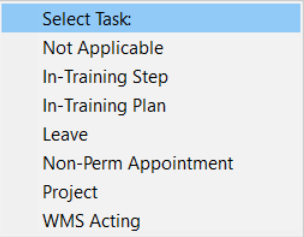 Select Task:
Not Applicable
In-Training Step
In-Training Plan
Leave
Non-Perm Appointment
Project
WMS Acting